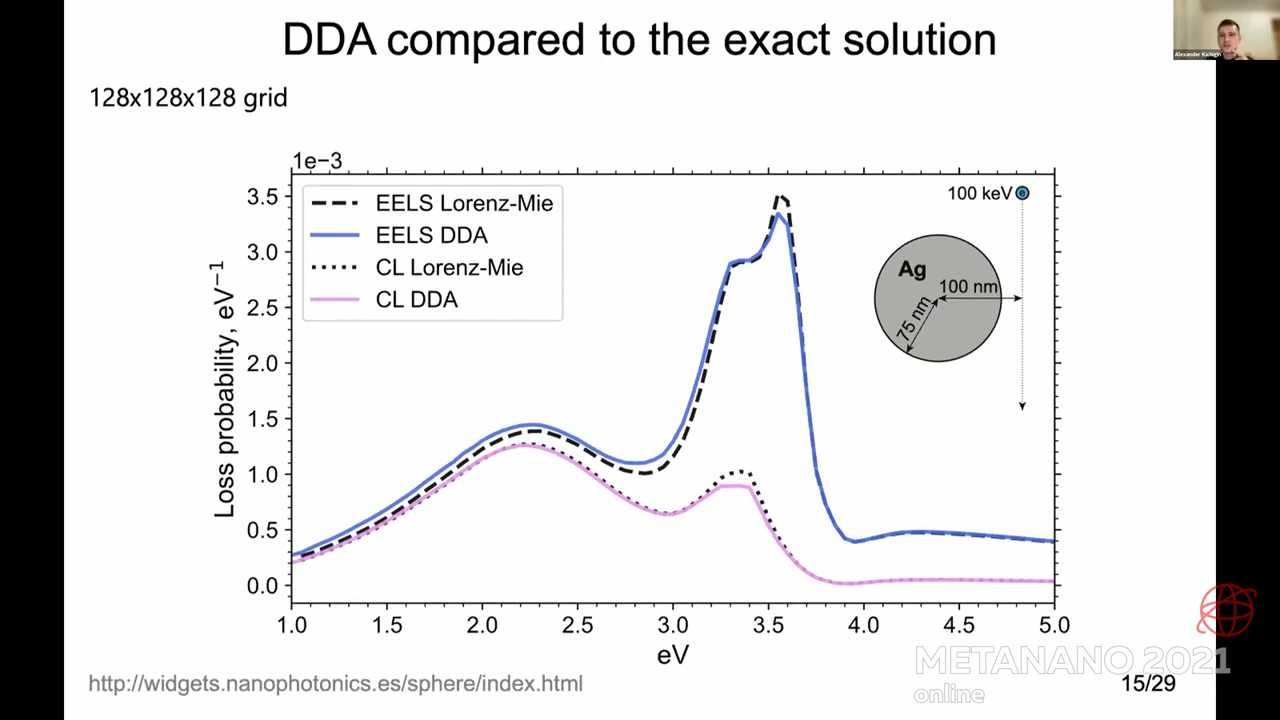 DDA compared to the exact solution
Alexander Kichigin
128x128x128 grid
1e−3
3.5
3.0
2.5
2.0
1.5
1.0
0.5
0.0
Loss probability, eV⁻¹
EELS Lorenz-Mie
EELS DDA
CL Lorenz-Mie
CL DDA
100 keV
e
Ag
100 nm
75 nm
1.0 1.5 2.0 2.5 3.0 3.5 4.0 4.5 5.0
eV
METANANO 2021
online
http://widgets.nanophotonics.es/sphere/index.html
15/29